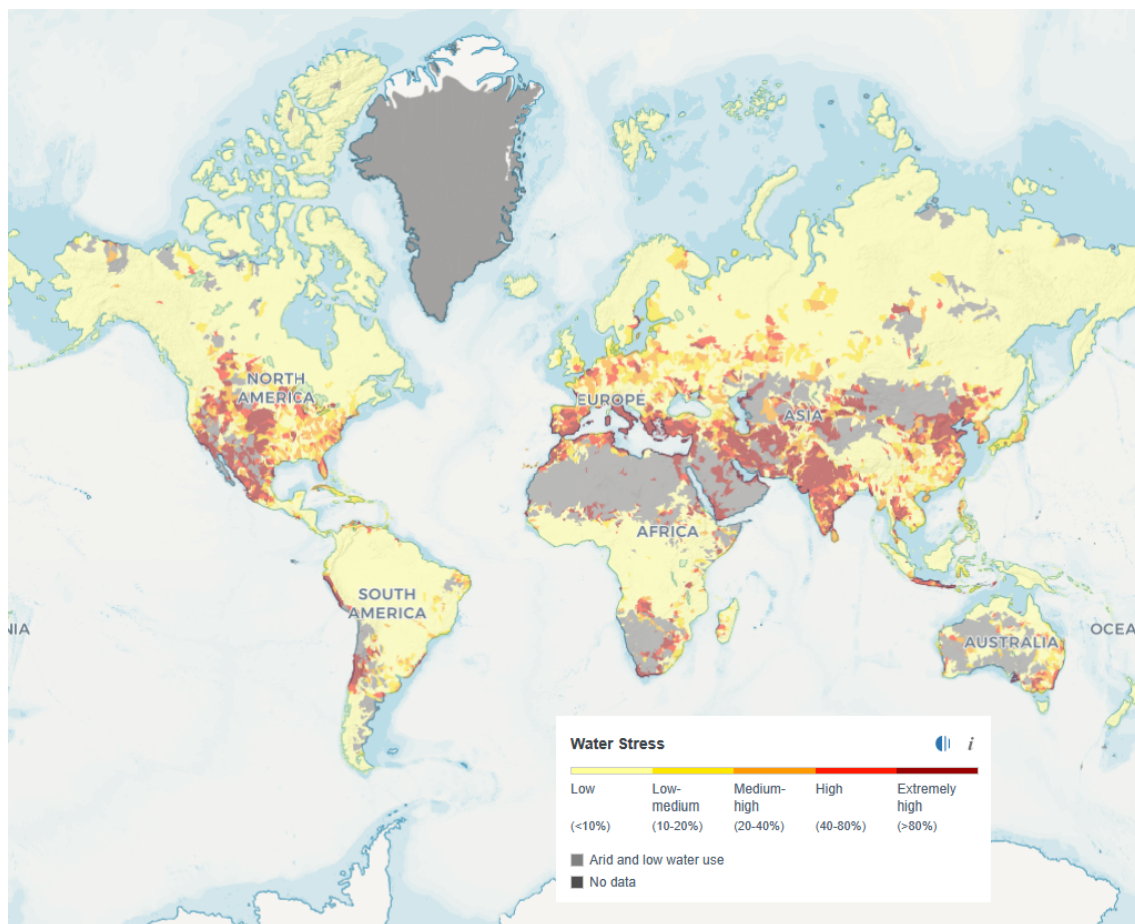 NORTH
AMERICA
EUROPE
ASIA
AFRICA
SOUTH
AMERICA
NIA
AUSTRALIA
OCEA
Water Stress
i
Low
Low-
medium
Medium-
high
High
Extremely
high
(<10%)
(10-20%)
(20-40%)
(40-80%)
(>80%)
Arid and low water use
No data